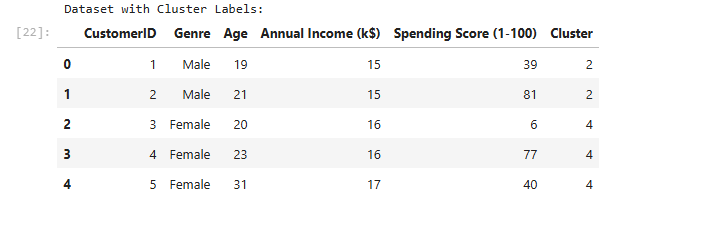 Dataset with Cluster Labels:
[22]: CustomerID Genre Age Annual Income (k$) Spending Score (1-100) Cluster
0 1 Male 19 15 39 2
1 2 Male 21 15 81 2
2 3 Female 20 16 6 4
3 4 Female 23 16 77 4
4 5 Female 31 17 40 4